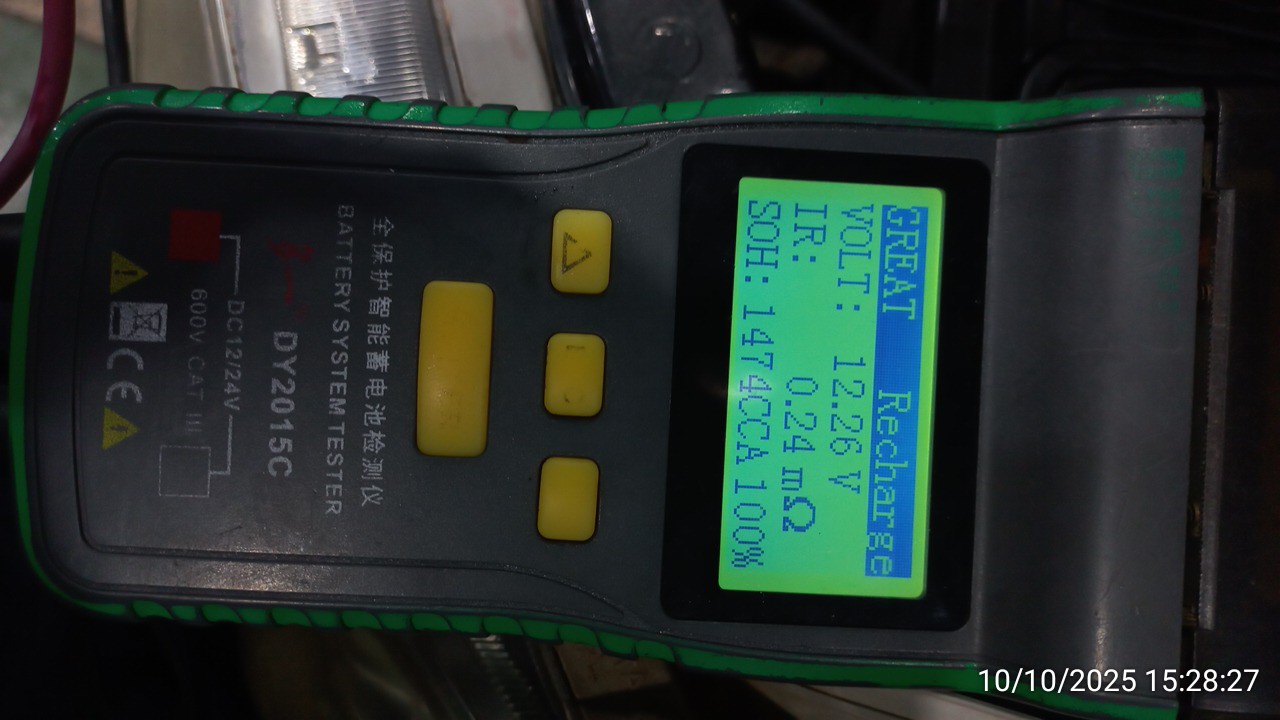 GREAT Recharge
VOLT: 12.26 V
IR: 0.24 mΩ
SOH: 1474CCA 100%
全保护智能蓄电池检测仪
BATTERY SYSTEM TESTER
DY2015C
DC12/24V
600V CAT III
CE
10/10/2025 15:28:27